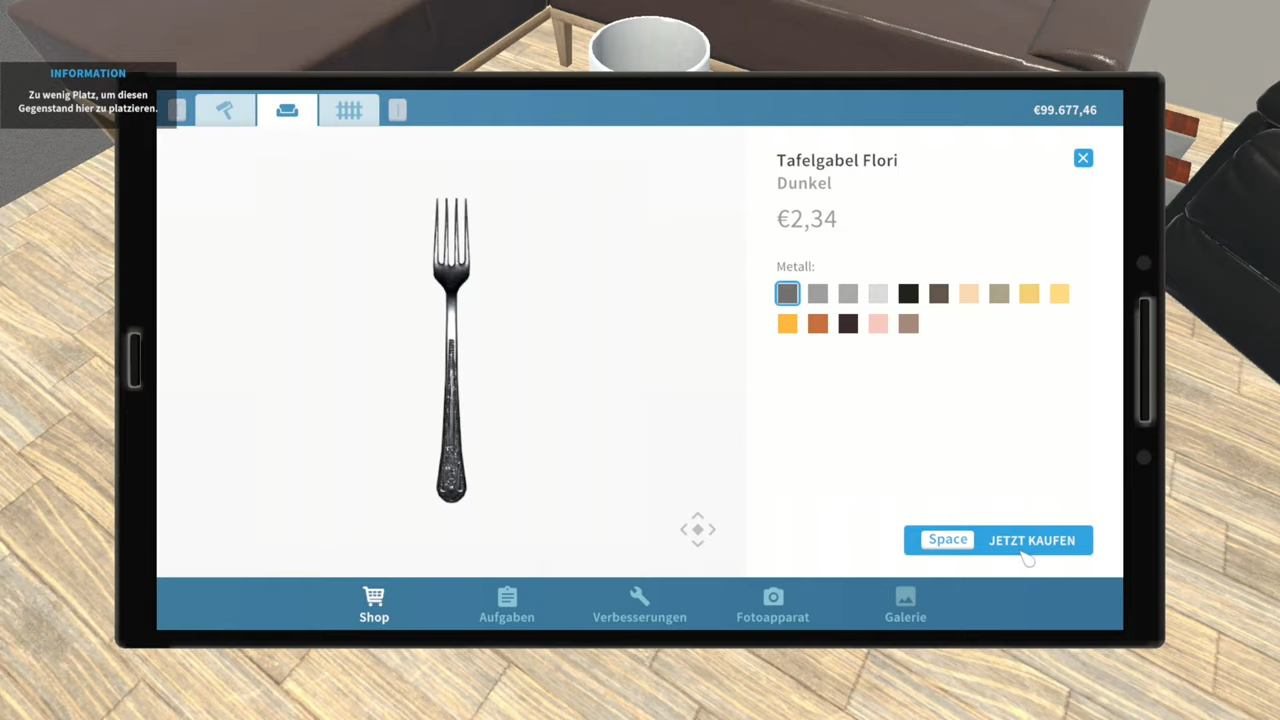 INFORMATION
Zu wenig Platz, um diesen
Gegenstand hier zu platzieren.
€99.677,46
Tafelgabel Flori
Dunkel
€2,34
Metall:
Space JETZT KAUFEN
Shop
Aufgaben
Verbesserungen
Fotoapparat
Galerie